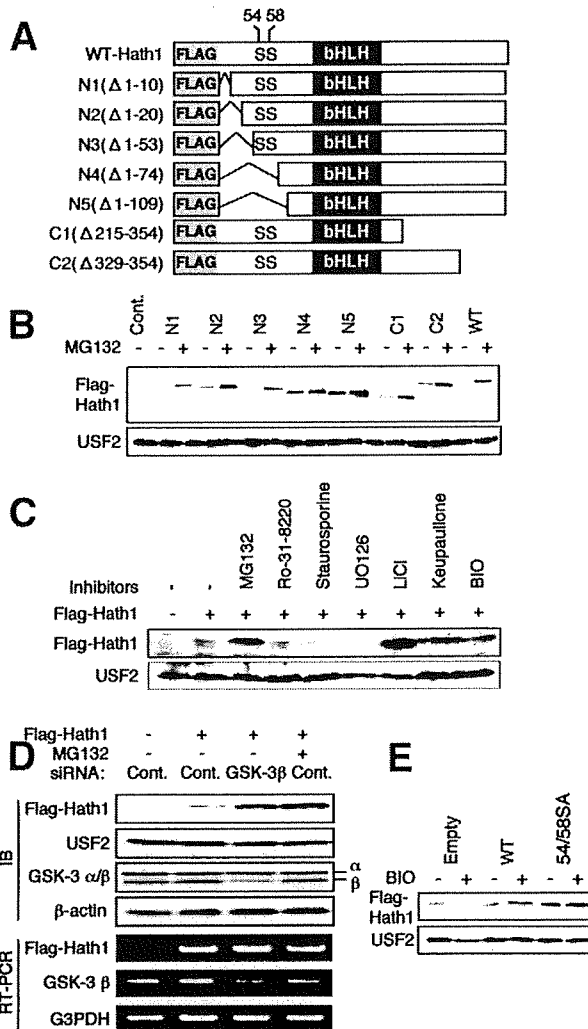 A
54 58
WT-Hath1 FLAG SS bHLH
N1(Δ1-10) FLAG SS bHLH
N2(Δ1-20) FLAG SS bHLH
N3(Δ1-53) FLAG SS bHLH
N4(Δ1-74) FLAG bHLH
N5(Δ1-109) FLAG bHLH
C1(Δ215-354) FLAG SS bHLH
C2(Δ329-354) FLAG SS bHLH
B
Cont. N1 N2 N3 N4 N5 C1 C2 WT
MG132 - - + - + - + - + - + - + - + - +
Flag-
Hath1
USF2
C
Inhibitors - - MG132 Ro-31-8220 Staurosporine UO126 LiCl Keupaullone BIO
Flag-Hath1 - + + + + + + + +
Flag-Hath1
USF2
D
Flag-Hath1 - + + +
MG132 - - - +
siRNA: Cont. Cont. GSK-3β Cont.
IB
Flag-Hath1
USF2
GSK-3 α/β α β
β-actin
RT-PCR
Flag-Hath1
GSK-3 β
G3PDH
E
Empty WT 54/58SA
BIO - + - + - +
Flag-
Hath1
USF2